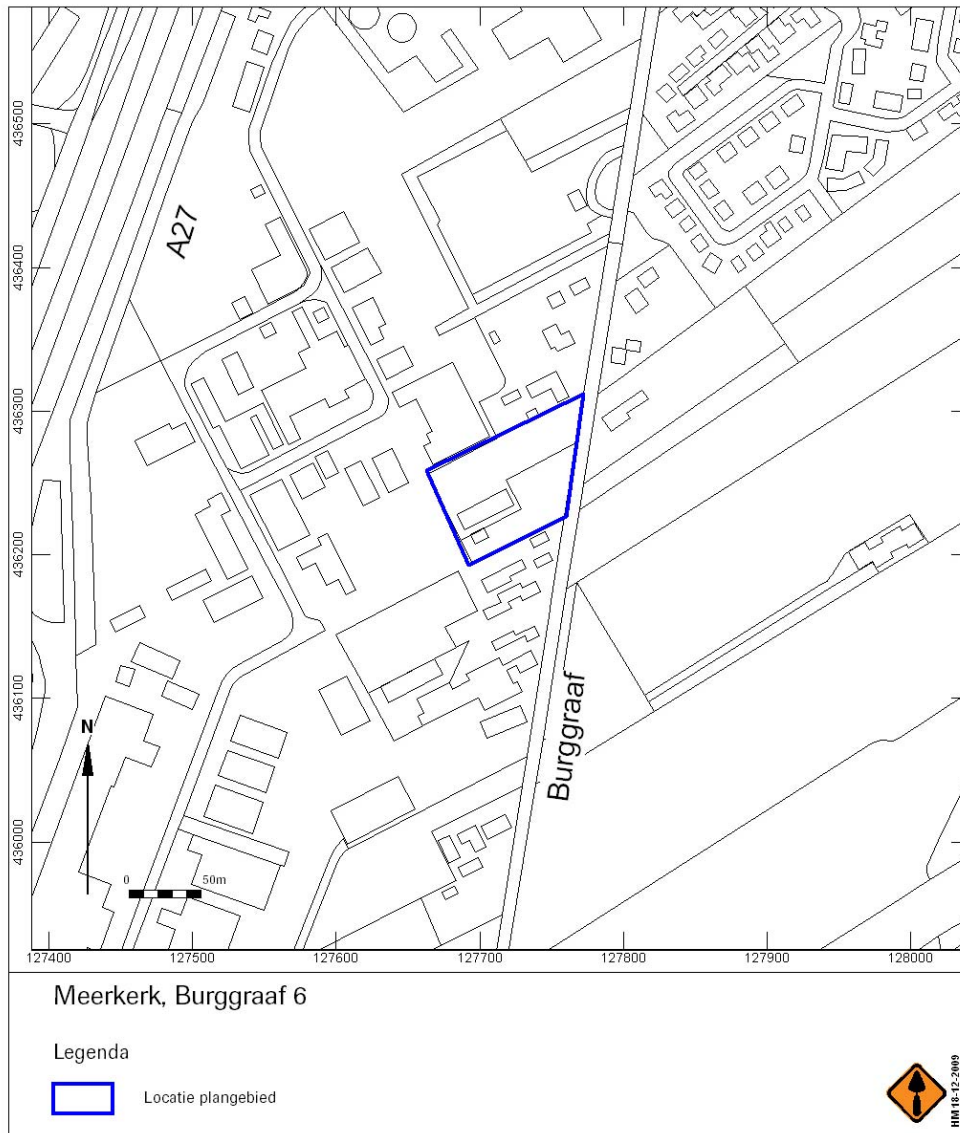 436500
436400
436300
436200
436100
436000
A27
Burggraaf
N
0 50m
127400 127500 127600 127700 127800 127900 128000
Meerkerk, Burggraaf 6
Legenda
Locatie plangebied
HM 18-12-2009